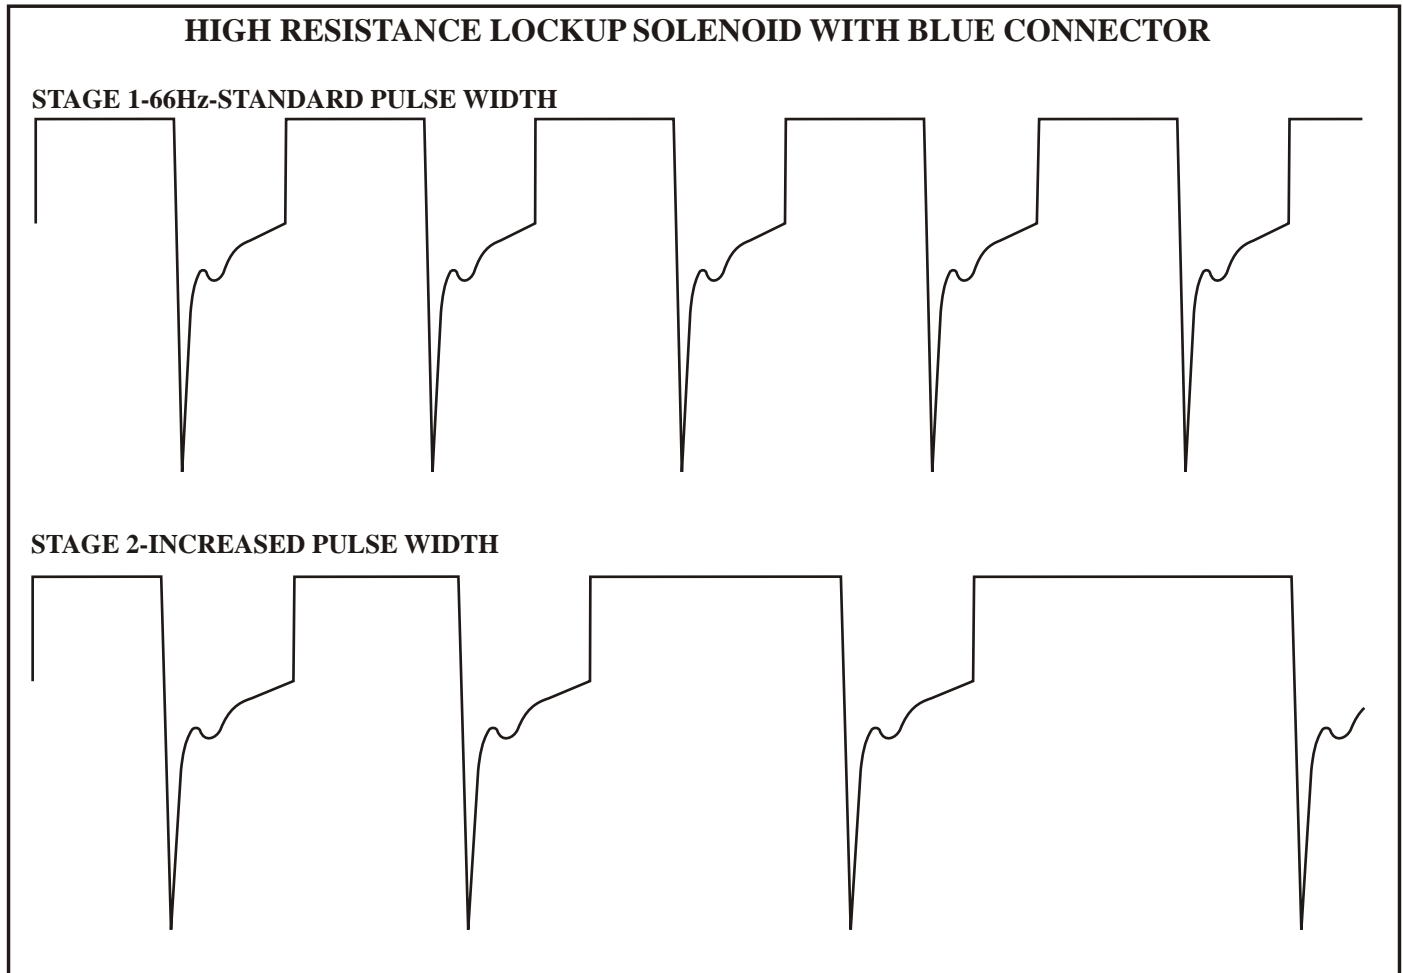 HIGH RESISTANCE LOCKUP SOLENOID WITH BLUE CONNECTOR
STAGE 1-66Hz-STANDARD PULSE WIDTH
STAGE 2-INCREASED PULSE WIDTH